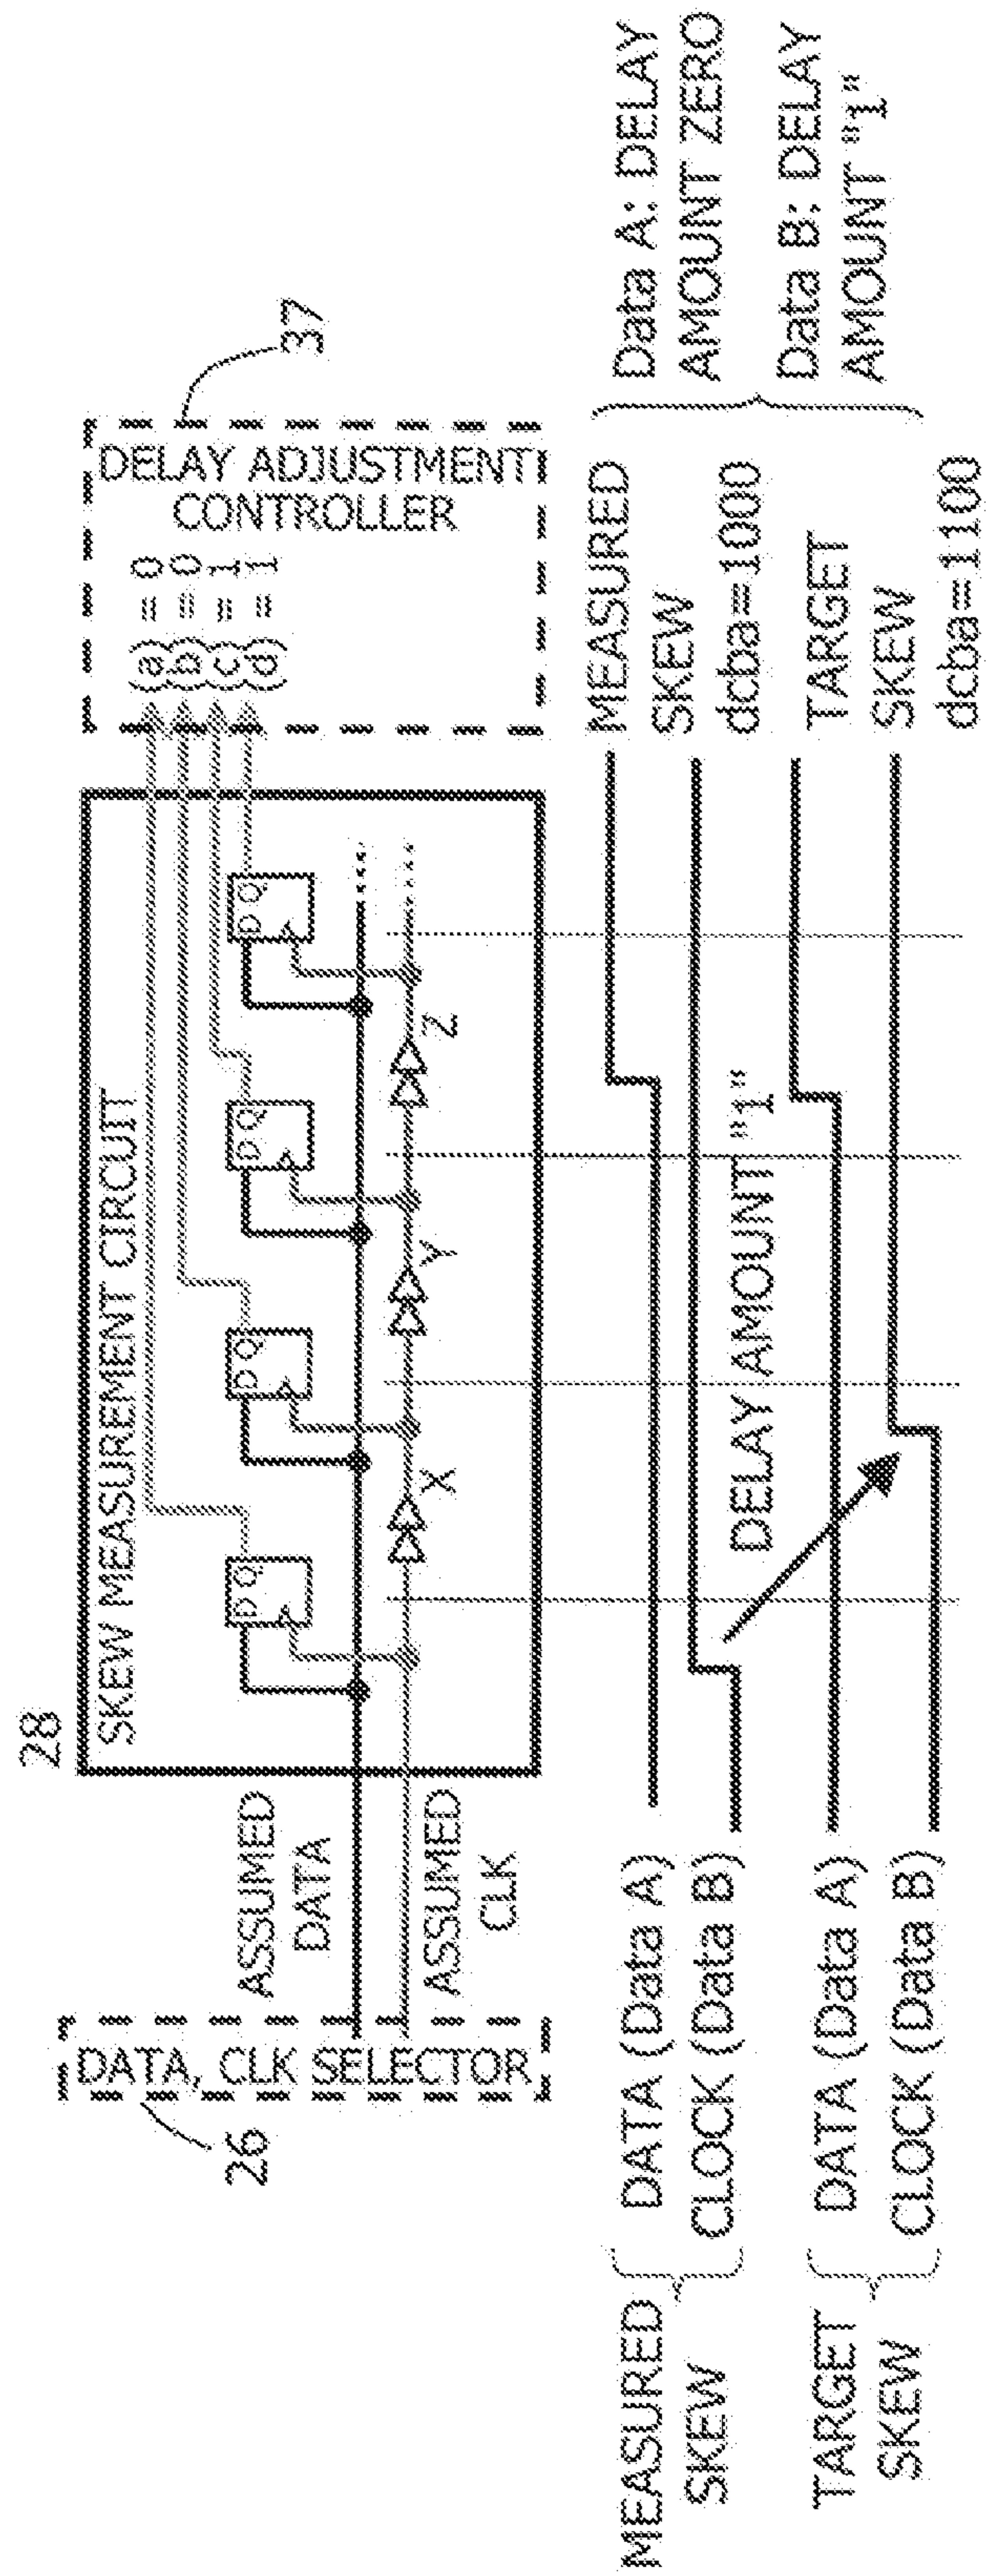 28
SKEW MEASUREMENT CIRCUIT
DATA, CLK SELECTOR
26
ASSUMED
DATA
ASSUMED
CLK
D Q
D Q
D Q
D Q
X
Y
Z
DELAY ADJUSTMENT
CONTROLLER
37
(a) = 0
(b) = 0
(c) = 1
(d) = 1
MEASURED
SKEW
DATA (Data A)
CLOCK (Data B)
TARGET
SKEW
DATA (Data A)
CLOCK (Data B)
DELAY AMOUNT "1"
MEASURED
SKEW
dcba=1000
TARGET
SKEW
dcba=1100
Data A: DELAY
AMOUNT ZERO
Data B: DELAY
AMOUNT "1"